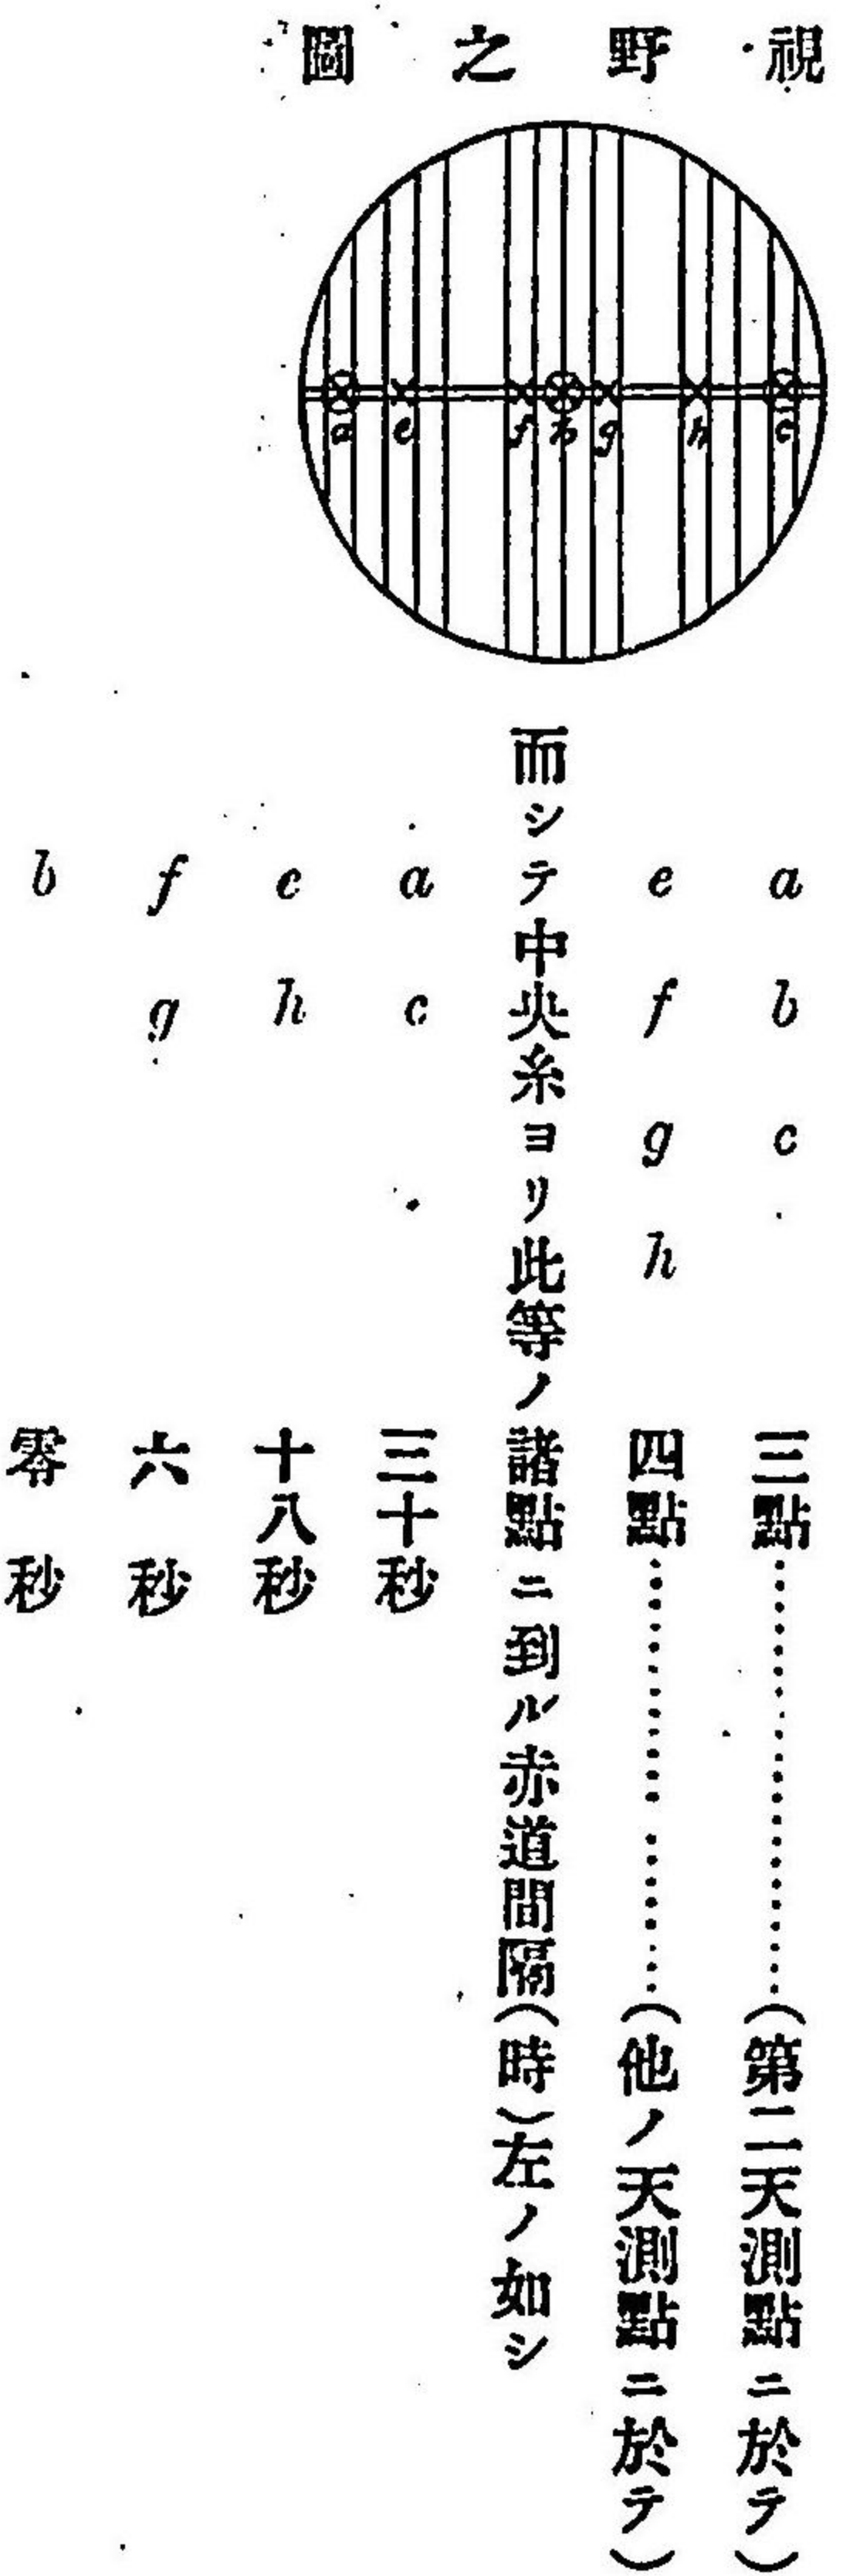 視野之圖
a e f b g h c
a b c 三點……………………(第二天測點ニ於テ)
e f g h 四點……………………(他ノ天測點ニ於テ)
而シテ中央糸ヨリ此等ノ諸點ニ到ル赤道間隔(時)左ノ如シ
a c 三十秒
e h 十八秒
f g 六秒
b 零秒